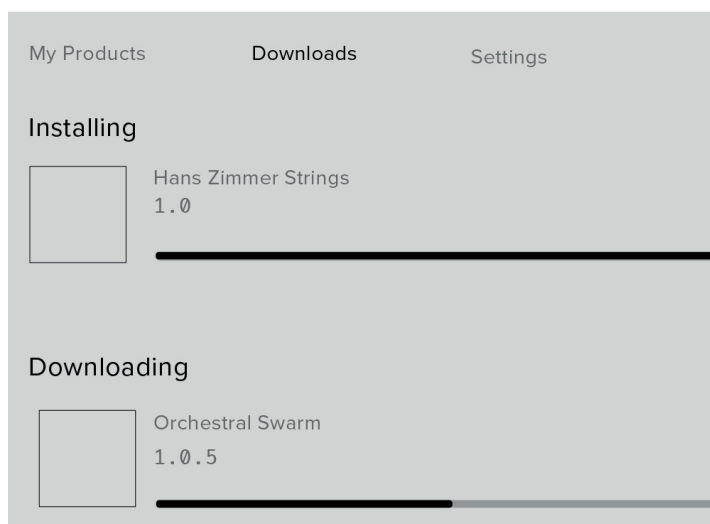 My Products Downloads Settings
Installing
Hans Zimmer Strings
1.0
Downloading
Orchestral Swarm
1.0.5